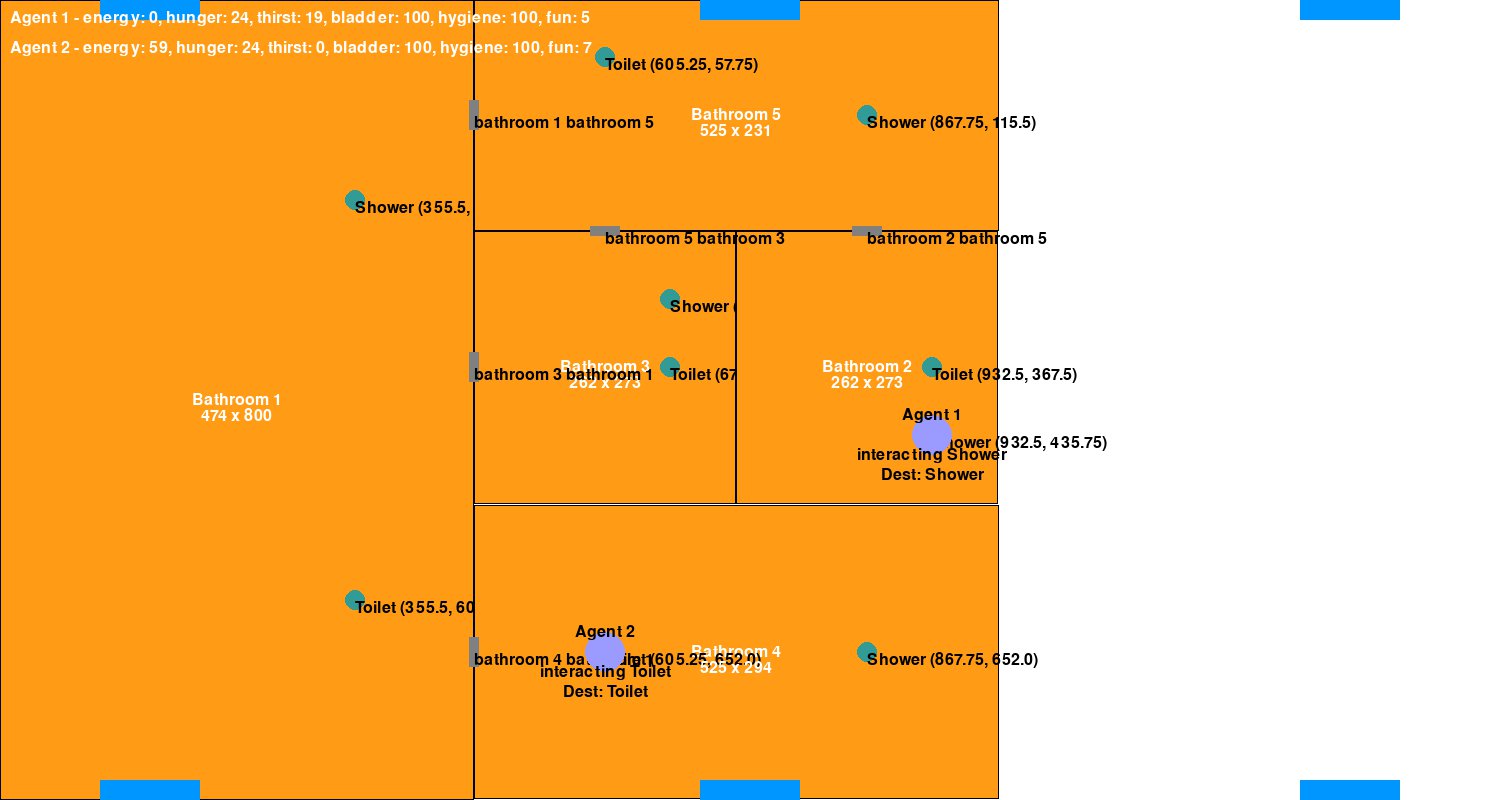 Agent 1 - energy: 0, hunger: 24, thirst: 19, bladder: 100, hygiene: 100, fun: 5
Agent 2 - energy: 59, hunger: 24, thirst: 0, bladder: 100, hygiene: 100, fun: 7
Toilet (605.25, 57.75)
Bathroom 5
525 x 231
Shower (867.75, 115.5)
bathroom 1 bathroom 5
Shower (355.5,
bathroom 5 bathroom 3
bathroom 2 bathroom 5
Shower (
Bathroom 3
262 x 273
bathroom 3 bathroom 1
Toilet (67
Bathroom 2
262 x 273
Toilet (932.5, 367.5)
Bathroom 1
474 x 800
Agent 1
hower (932.5, 435.75)
interacting Shower
Dest: Shower
Toilet (355.5, 60
Agent 2
bathroom 4 (605.25, 652.0)
interacting Toilet
Dest: Toilet
Bathroom 4
525 x 294
Shower (867.75, 652.0)